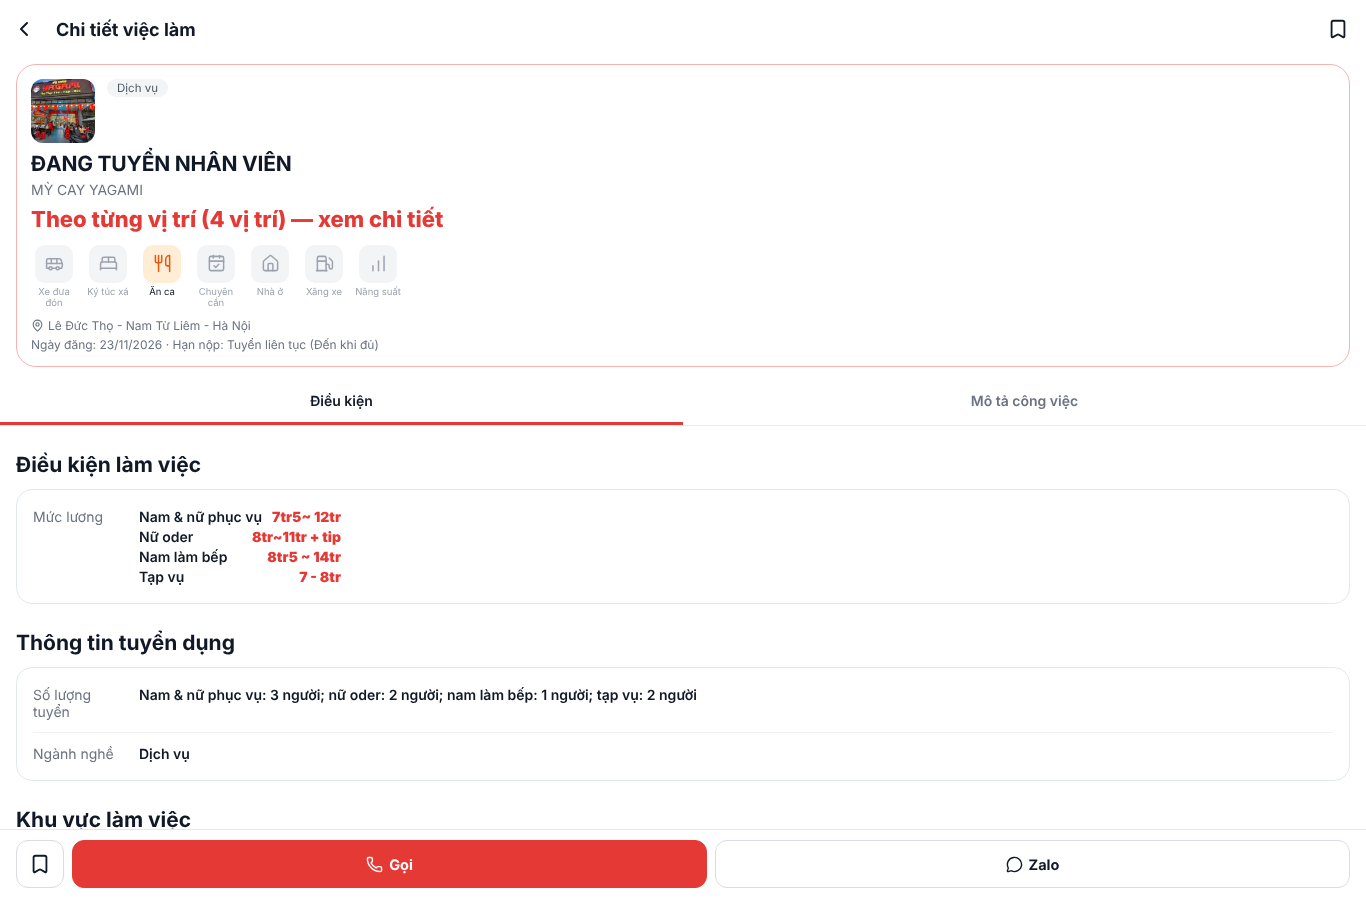 Chi tiết việc làm
YAGAMI
Dịch vụ
ĐANG TUYỂN NHÂN VIÊN
MỲ CAY YAGAMI
Theo từng vị trí (4 vị trí) — xem chi tiết
Xe đưa đón
Ký túc xá
Ăn ca
Chuyên cần
Nhà ở
Xăng xe
Năng suất
Lê Đức Thọ - Nam Từ Liêm - Hà Nội
Ngày đăng: 23/11/2026 · Hạn nộp: Tuyển liên tục (Đến khi đủ)
Điều kiện
Mô tả công việc
Điều kiện làm việc
Mức lương
Nam & nữ phục vụ 7tr5~ 12tr
Nữ oder 8tr~11tr + tip
Nam làm bếp 8tr5 ~ 14tr
Tạp vụ 7 - 8tr
Thông tin tuyển dụng
Số lượng tuyển
Nam & nữ phục vụ: 3 người; nữ oder: 2 người; nam làm bếp: 1 người; tạp vụ: 2 người
Ngành nghề
Dịch vụ
Khu vực làm việc
Gọi
Zalo